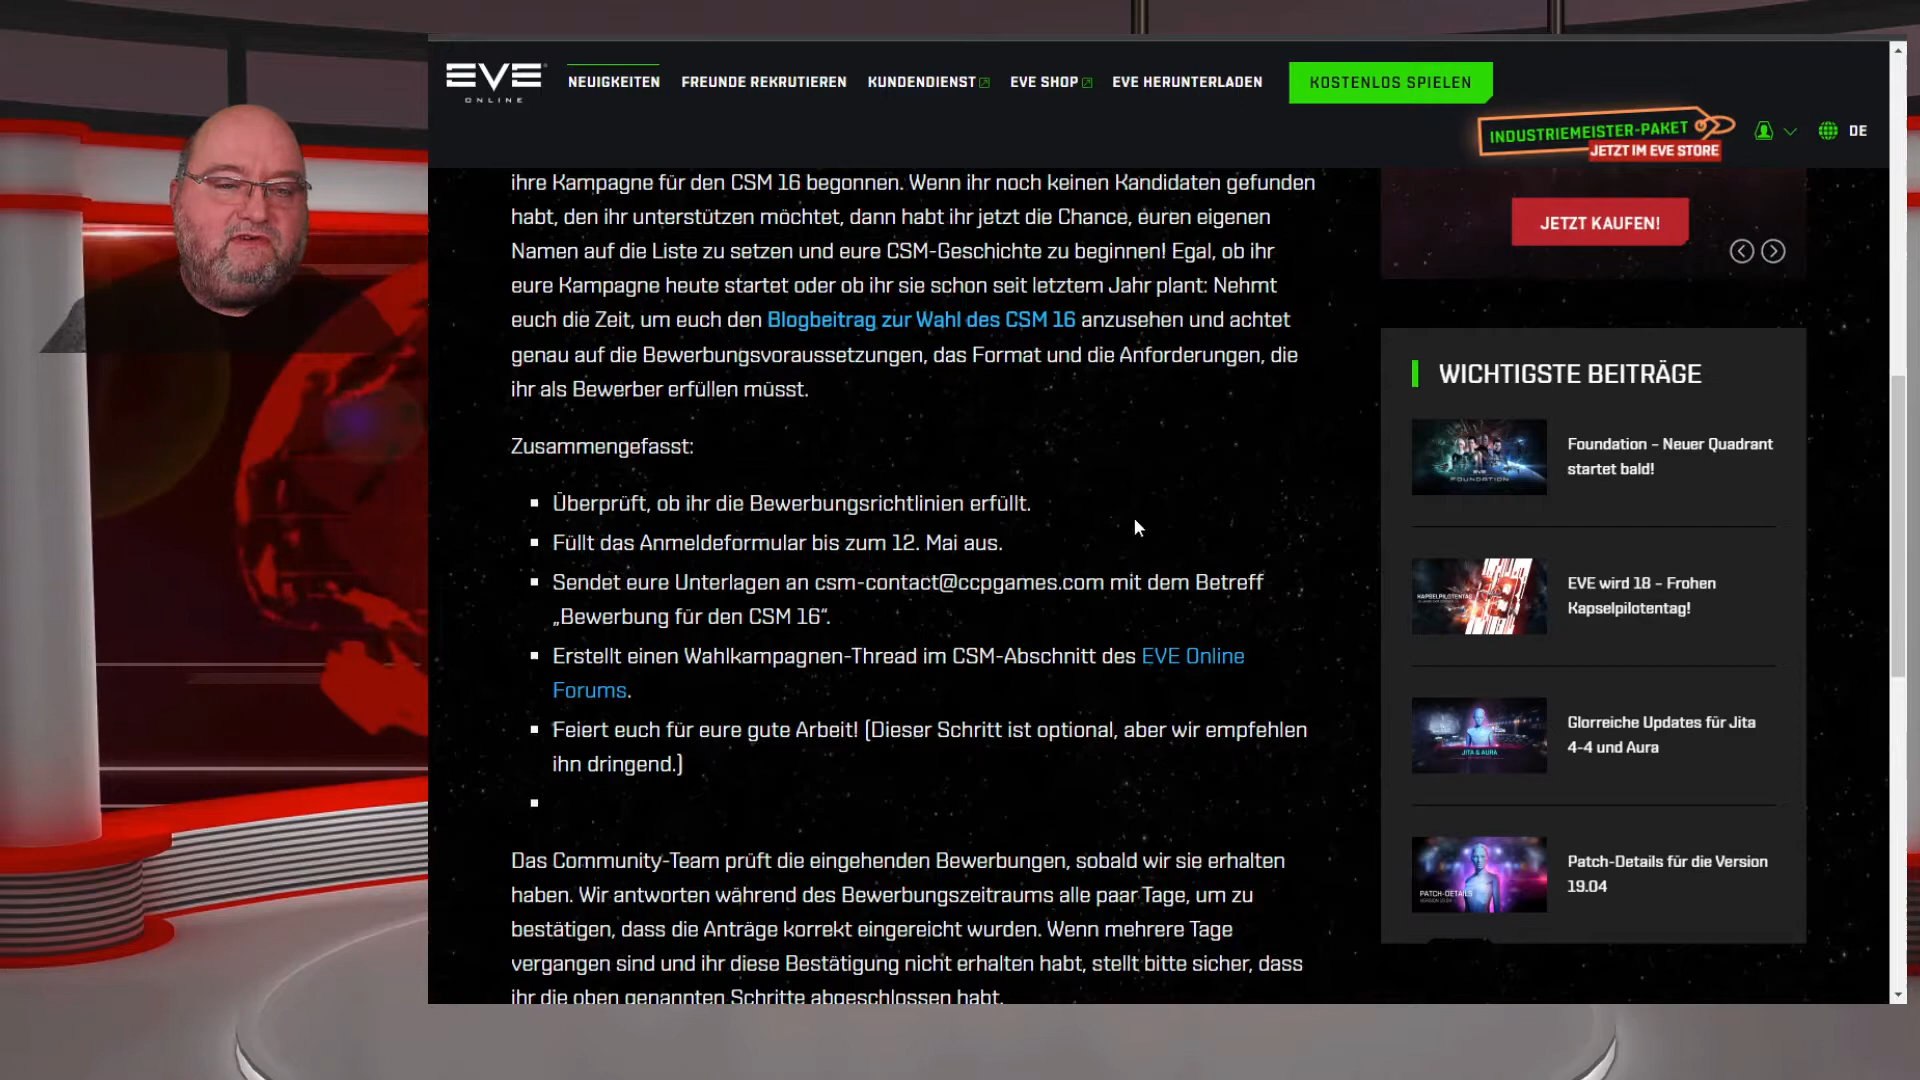 EVE
ONLINE
NEUIGKEITEN
FREUNDE REKRUTIEREN
KUNDENDIENST
EVE SHOP
EVE HERUNTERLADEN
KOSTENLOS SPIELEN
INDUSTRIEMEISTER-PAKET
JETZT IM EVE STORE
DE
ihre Kampagne für den CSM 16 begonnen. Wenn ihr noch keinen Kandidaten gefunden
habt, den ihr unterstützen möchtet, dann habt ihr jetzt die Chance, euren eigenen
Namen auf die Liste zu setzen und eure CSM-Geschichte zu beginnen! Egal, ob ihr
eure Kampagne heute startet oder ob ihr sie schon seit letztem Jahr plant: Nehmt
euch die Zeit, um euch den Blogbeitrag zur Wahl des CSM 16 anzusehen und achtet
genau auf die Bewerbungsvoraussetzungen, das Format und die Anforderungen, die
ihr als Bewerber erfüllen müsst.
Zusammengefasst:
Überprüft, ob ihr die Bewerbungsrichtlinien erfüllt.
Füllt das Anmeldeformular bis zum 12. Mai aus.
Sendet eure Unterlagen an csm-contact@ccpgames.com mit dem Betreff
„Bewerbung für den CSM 16“.
Erstellt einen Wahlkampagnen-Thread im CSM-Abschnitt des EVE Online
Forums.
Feiert euch für eure gute Arbeit! (Dieser Schritt ist optional, aber wir empfehlen
ihn dringend.)
Das Community-Team prüft die eingehenden Bewerbungen, sobald wir sie erhalten
haben. Wir antworten während des Bewerbungszeitraums alle paar Tage, um zu
bestätigen, dass die Anträge korrekt eingereicht wurden. Wenn mehrere Tage
vergangen sind und ihr diese Bestätigung nicht erhalten habt, stellt bitte sicher, dass
ihr die oben genannten Schritte abgeschlossen habt.
JETZT KAUFEN!
WICHTIGSTE BEITRÄGE
EVE
FOUNDATION
Foundation – Neuer Quadrant
startet bald!
KAPSELPILOTENTAG
EVE wird 18 – Frohen
Kapselpilotentag!
JITA & AURA
Glorreiche Updates für Jita
4-4 und Aura
PATCH-DETAILS
VERSION 19.04
Patch-Details für die Version
19.04